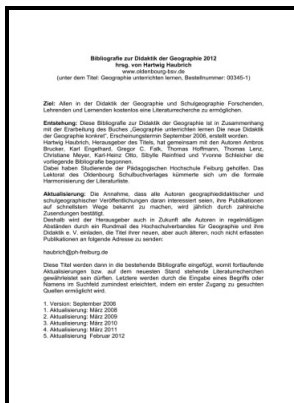 Bibliografie zur Didaktik der Geographie 2012
hrsg. von Hartwig Haubrich
www.oldenbourg-bsv.de
(unter dem Titel: Geographie unterrichten lernen, Bestellnummer: 00345-1)
Ziel: Allen in der Didaktik der Geographie und Schulgeographie Forschenden,
Lehrenden und Lernenden kostenlos eine Literaturrecherche zu ermöglichen.
Entstehung: Diese Bibliografie zur Didaktik der Geographie ist in Zusammenhang
mit der Erarbeitung des Buches „Geographie unterrichten lernen Die neue Didaktik
der Geographie konkret", Erscheinungstermin September 2006, erstellt worden.
Hartwig Haubrich, Herausgeber des Titels, hat gemeinsam mit den Autoren Ambros
Brucker, Karl Engelhard, Gregor C. Falk, Thomas Hoffmann, Thomas Lenz,
Christiane Meyer, Karl-Heinz Otto, Sibylle Reinfried und Yvonne Schleicher die
vorliegende Bibliografie begonnen.
Dabei haben Studierende der Pädagogischen Hochschule Freiburg geholfen. Das
Lektorat des Oldenbourg Schulbuchverlages kümmerte sich um die formale
Harmonisierung der Literaturliste.
Aktualisierung: Die Annahme, dass alle Autoren geographiedidaktischer und
schulgeographischer Veröffentlichungen daran interessiert seien, ihre Publikationen
auf schnellstem Wege bekannt zu machen, wird jährlich durch zahlreiche
Zusendungen bestätigt.
Deshalb wird der Herausgeber auch in Zukunft alle Autoren in regelmäßigen
Abständen durch ein Rundmail des Hochschulverbandes für Geographie und ihre
Didaktik e. V. einladen, die Titel ihrer neuen, aber auch älteren, noch nicht erfassten
Publikationen an folgende Adresse zu senden:
haubrich@ph-freiburg.de
Diese Titel werden dann in die bestehende Bibliografie eingefügt, womit fortlaufende
Aktualisierungen bzw. auf dem neuesten Stand stehende Literaturrecherchen
gewährleistet sein dürften. Letztere werden durch die Eingabe eines Begriffs oder
Namens im Suchfeld zumindest erleichtert, indem ein erster Zugang zu gesuchten
Quellen ermöglicht wird.
1. Version: September 2006
1. Aktualisierung: März 2008
2. Aktualisierung: März 2009
3. Aktualisierung: März 2010
4. Aktualisierung: März 2011
5. Aktualisierung Februar 2012